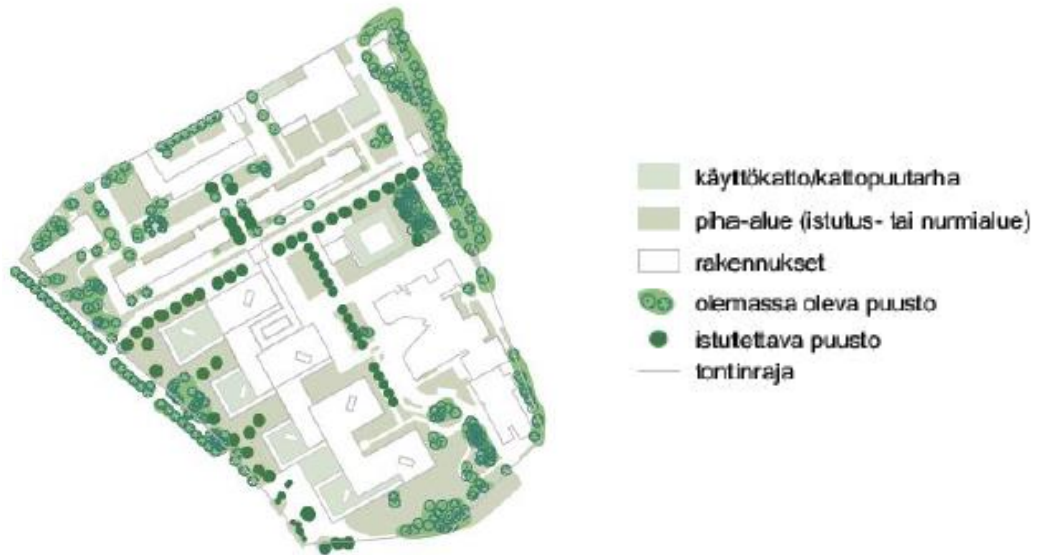 käyttökatto/kattopuutarha
piha-alue (istutus- tai nurmialue)
rakennukset
olemassa oleva puusto
istutettava puusto
tontinraja